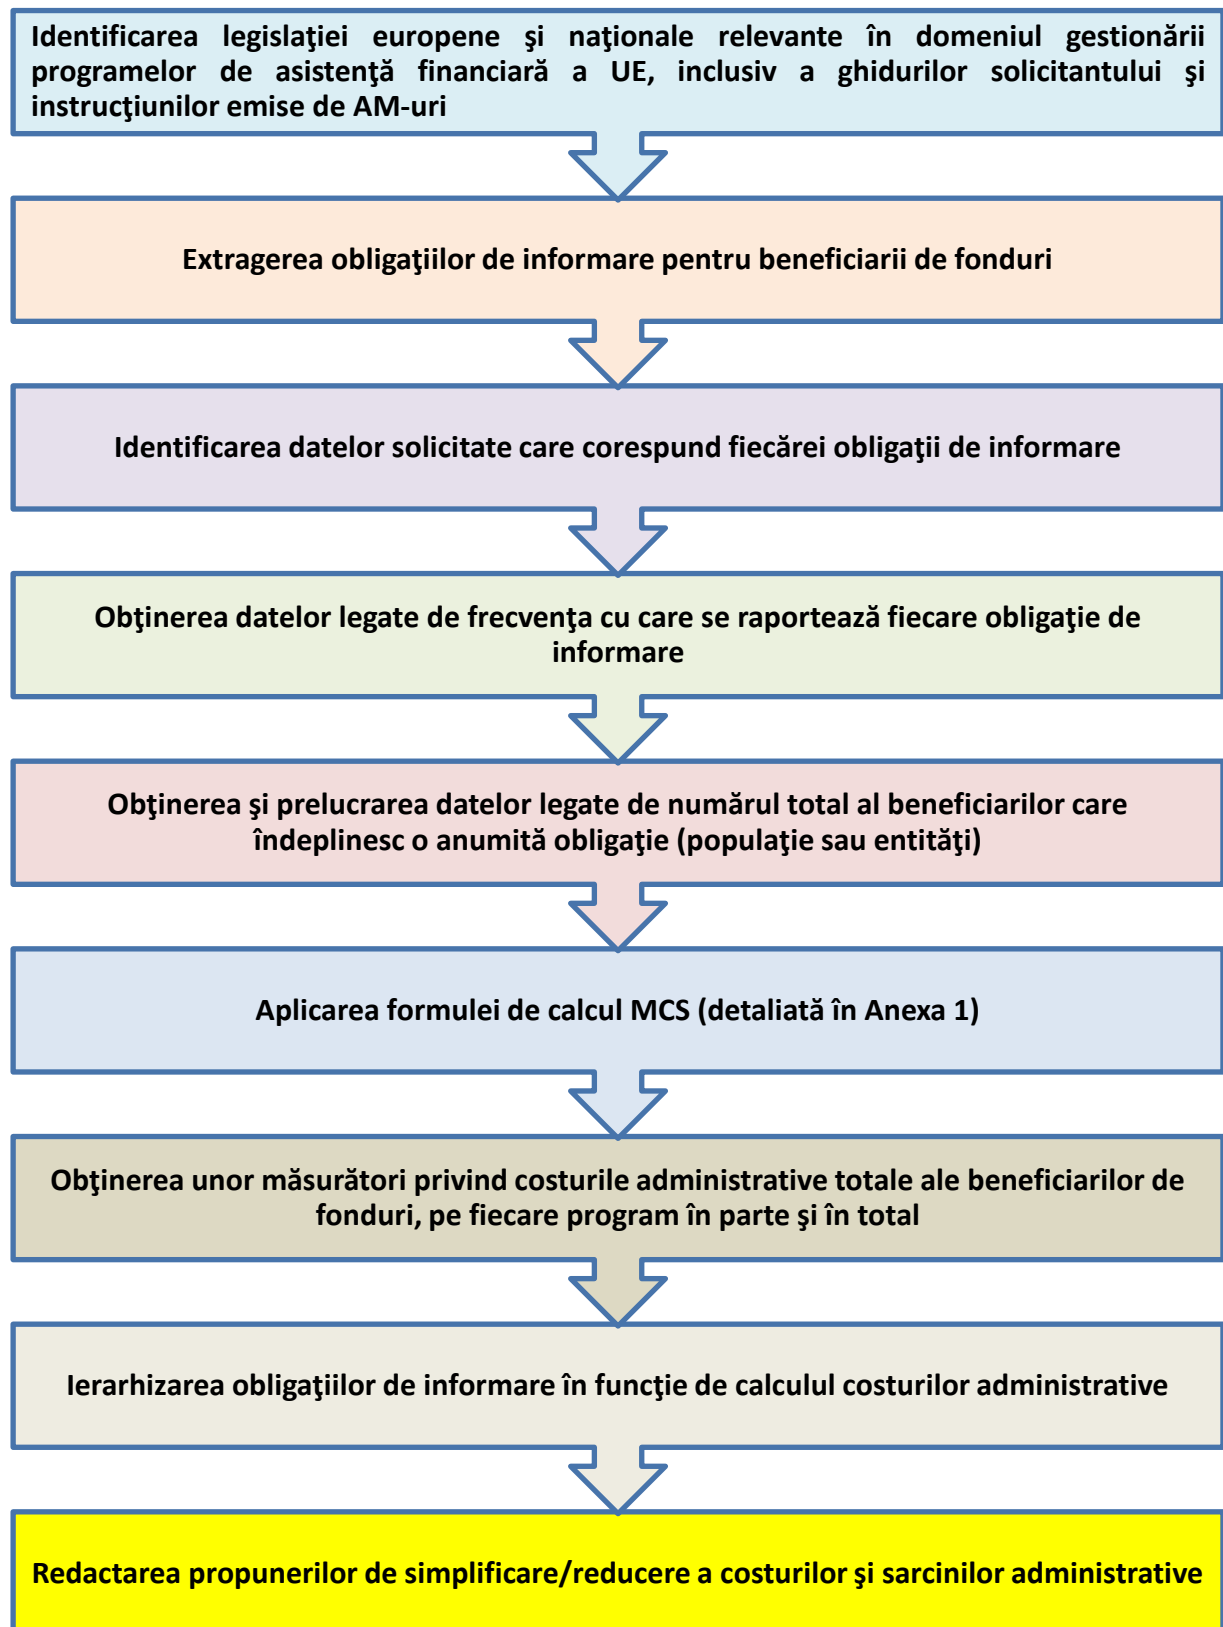 Identificarea legislaţiei europene şi naţionale relevante în domeniul gestionării
programelor de asistenţă financiară a UE, inclusiv a ghidurilor solicitantului şi
instrucţiunilor emise de AM-uri
Extragerea obligaţiilor de informare pentru beneficiarii de fonduri
Identificarea datelor solicitate care corespund fiecărei obligaţii de informare
Obţinerea datelor legate de frecvenţa cu care se raportează fiecare obligaţie de
informare
Obţinerea şi prelucrarea datelor legate de numărul total al beneficiarilor care
îndeplinesc o anumită obligaţie (populaţie sau entităţi)
Aplicarea formulei de calcul MCS (detaliată în Anexa 1)
Obţinerea unor măsurători privind costurile administrative totale ale beneficiarilor de
fonduri, pe fiecare program în parte şi în total
Ierarhizarea obligaţiilor de informare în funcţie de calculul costurilor administrative
Redactarea propunerilor de simplificare/reducere a costurilor şi sarcinilor administrative